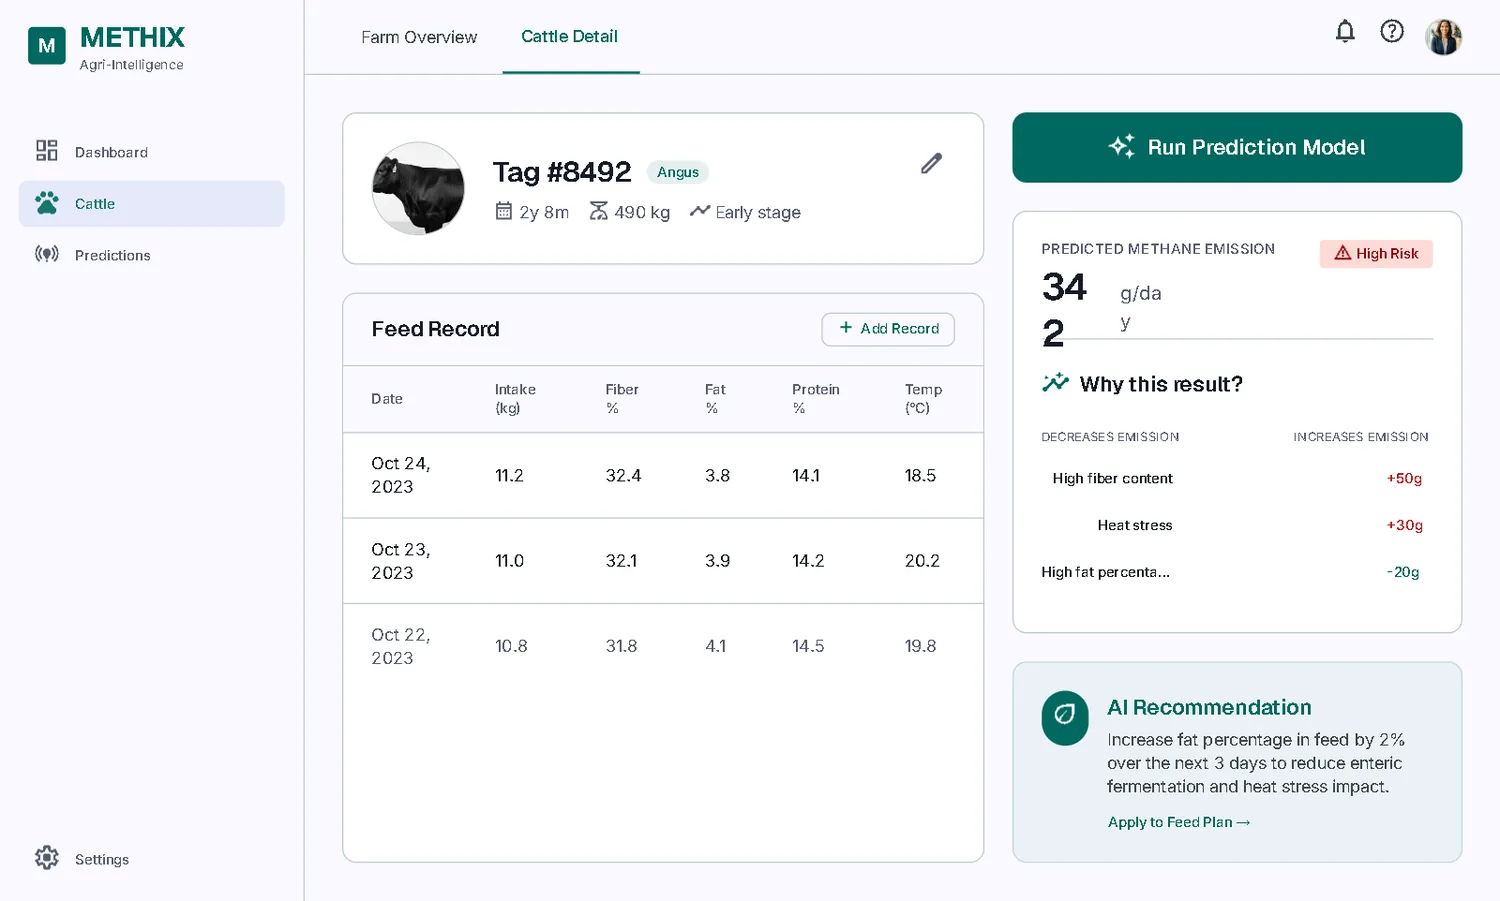 M
METHIX
Agri-Intelligence
Dashboard
Cattle
Predictions
Settings
Farm Overview
Cattle Detail
Tag #8492
Angus
2y 8m
490 kg
Early stage
Feed Record
+ Add Record
Date
Intake
(kg)
Fiber
%
Fat
%
Protein
%
Temp
(°C)
Oct 24,
2023
11.2
32.4
3.8
14.1
18.5
Oct 23,
2023
11.0
32.1
3.9
14.2
20.2
Oct 22,
2023
10.8
31.8
4.1
14.5
19.8
Run Prediction Model
PREDICTED METHANE EMISSION
High Risk
34
2
g/da
y
Why this result?
DECREASES EMISSION
INCREASES EMISSION
High fiber content
+50g
Heat stress
+30g
High fat percenta...
-20g
AI Recommendation
Increase fat percentage in feed by 2%
over the next 3 days to reduce enteric
fermentation and heat stress impact.
Apply to Feed Plan →